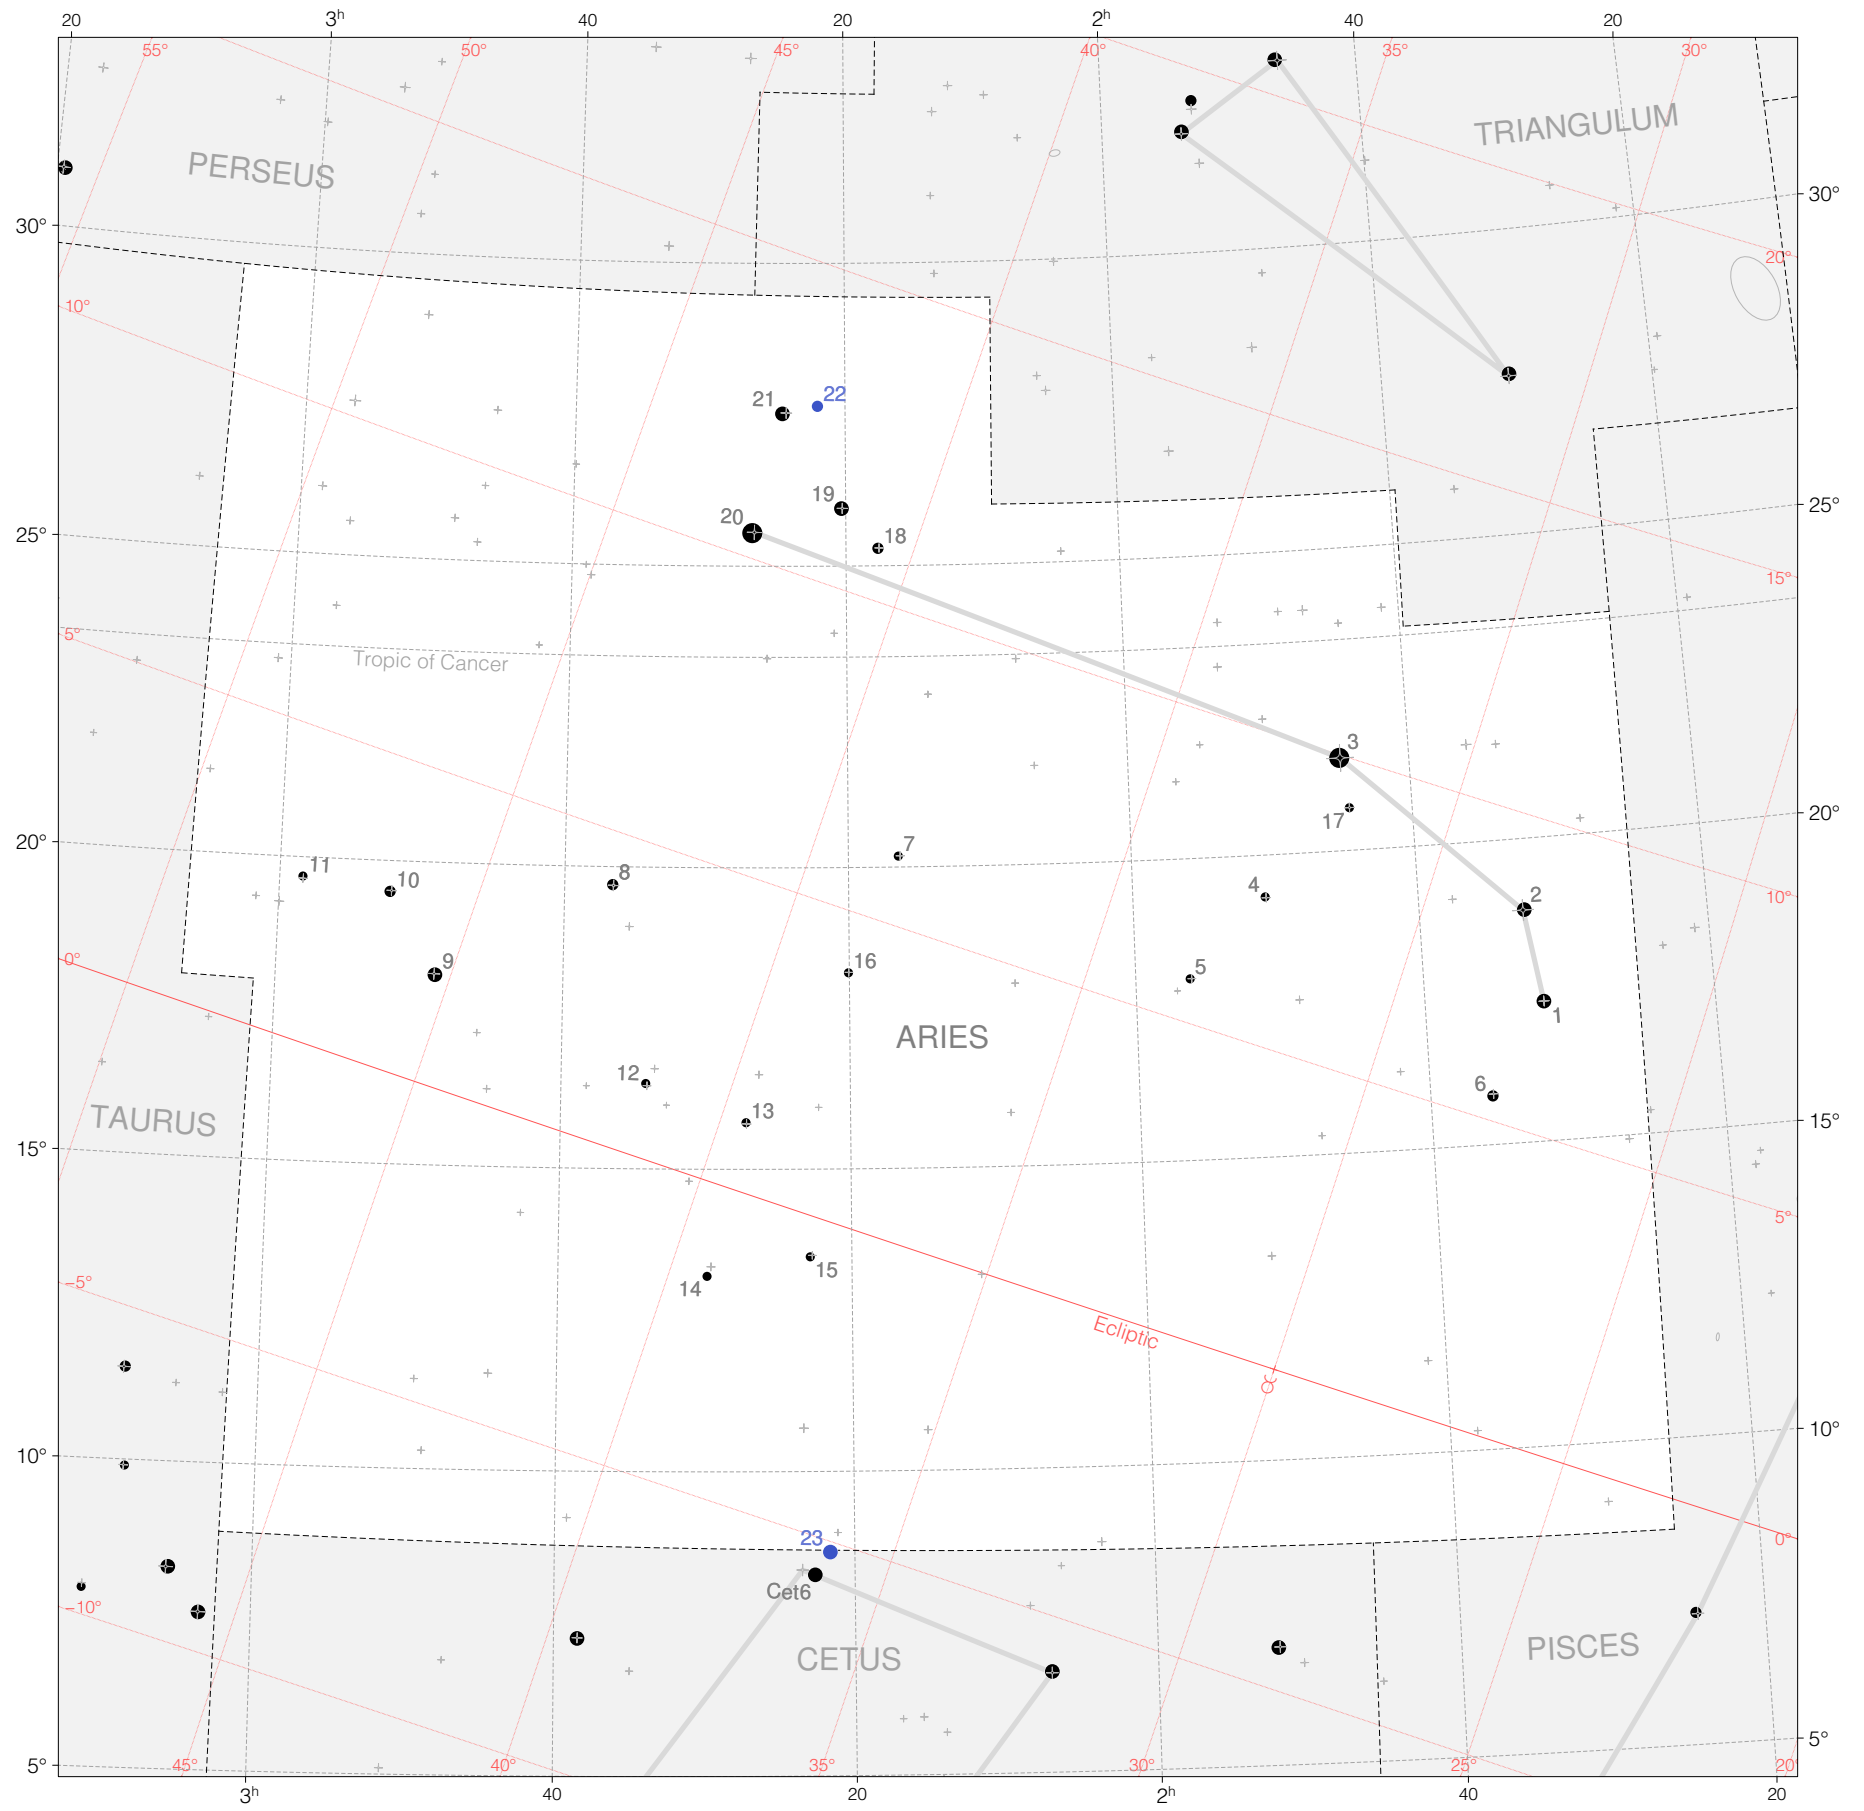 20 3h 40 20 2h 40 20
55° 50° 45° 40° 35° 30°
TRIANGULUM
PERSEUS
30° 30°
20°
10°
22
21
19
20 18
25° 25°
15°
5°
Tropic of Cancer
3
17
20° 20°
7
11 10 8 4 2 10°
9 16 5
0°
1
ARIES
12 6
13
TAURUS
15° 15°
5°
15
14
-5°
Ecliptic
♈
10° 10°
23 0°
Cet6
-10°
CETUS PISCES
5° 5°
45° 40° 35° 30° 25° 20°
3h 40 20 2h 40 20